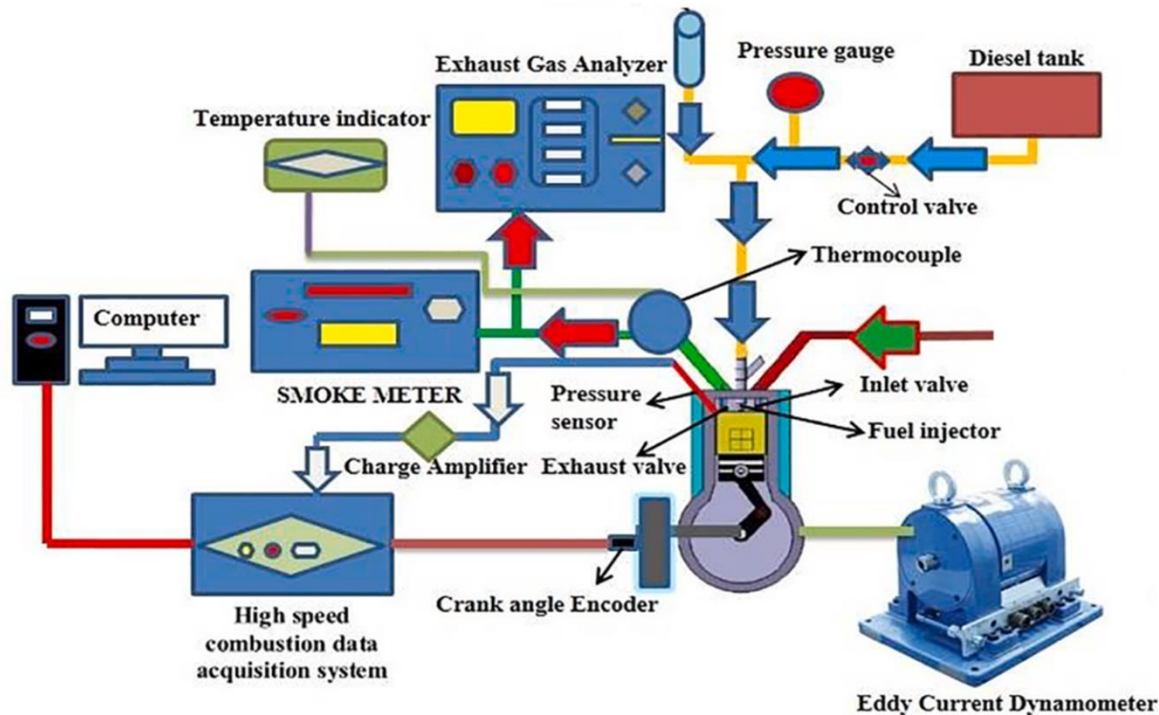 Pressure gauge
Diesel tank
Exhaust Gas Analyzer
Temperature indicator
Control valve
Thermocouple
Computer
SMOKE METER
Pressure
sensor
Inlet valve
Fuel injector
Charge Amplifier
Exhaust valve
Crank angle Encoder
High speed
combustion data
acquisition system
Eddy Current Dynamometer